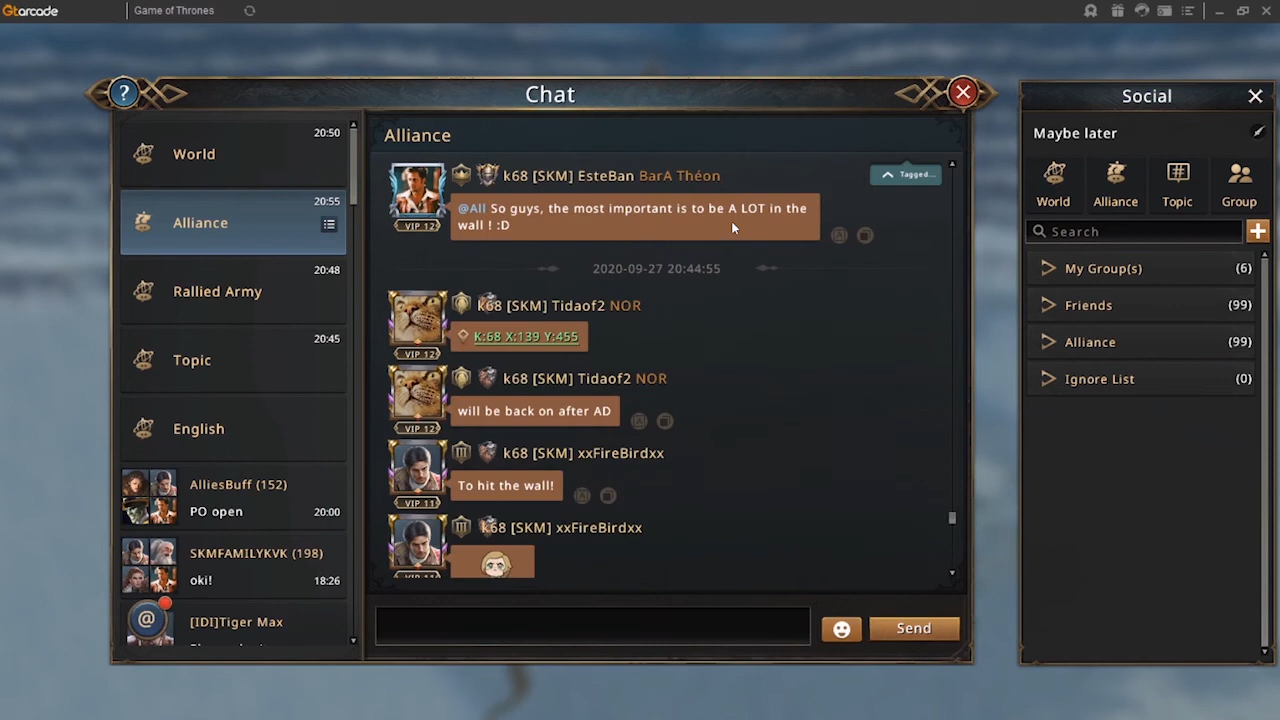 Gtarcade
Game of Thrones
?
Chat
World
20:50
Alliance
20:55
Rallied Army
20:48
Topic
20:45
English
AlliesBuff (152)
PO open
20:00
SKMFAMILYKVK (198)
oki!
18:26
@
[IDI]Tiger Max
Alliance
k68 [SKM] EsteBan BarA Théon
Tagged...
VIP 12
@All So guys, the most important is to be A LOT in the
wall ! :D
2020-09-27 20:44:55
k68 [SKM] Tidaof2 NOR
K:68 X:139 Y:455
VIP 12
k68 [SKM] Tidaof2 NOR
will be back on after AD
VIP 12
k68 [SKM] xxFireBirdxx
To hit the wall!
VIP 11
k68 [SKM] xxFireBirdxx
VIP 11
Send
Social
Maybe later
World
Alliance
Topic
Group
Search
My Group(s) (6)
Friends (99)
Alliance (99)
Ignore List (0)